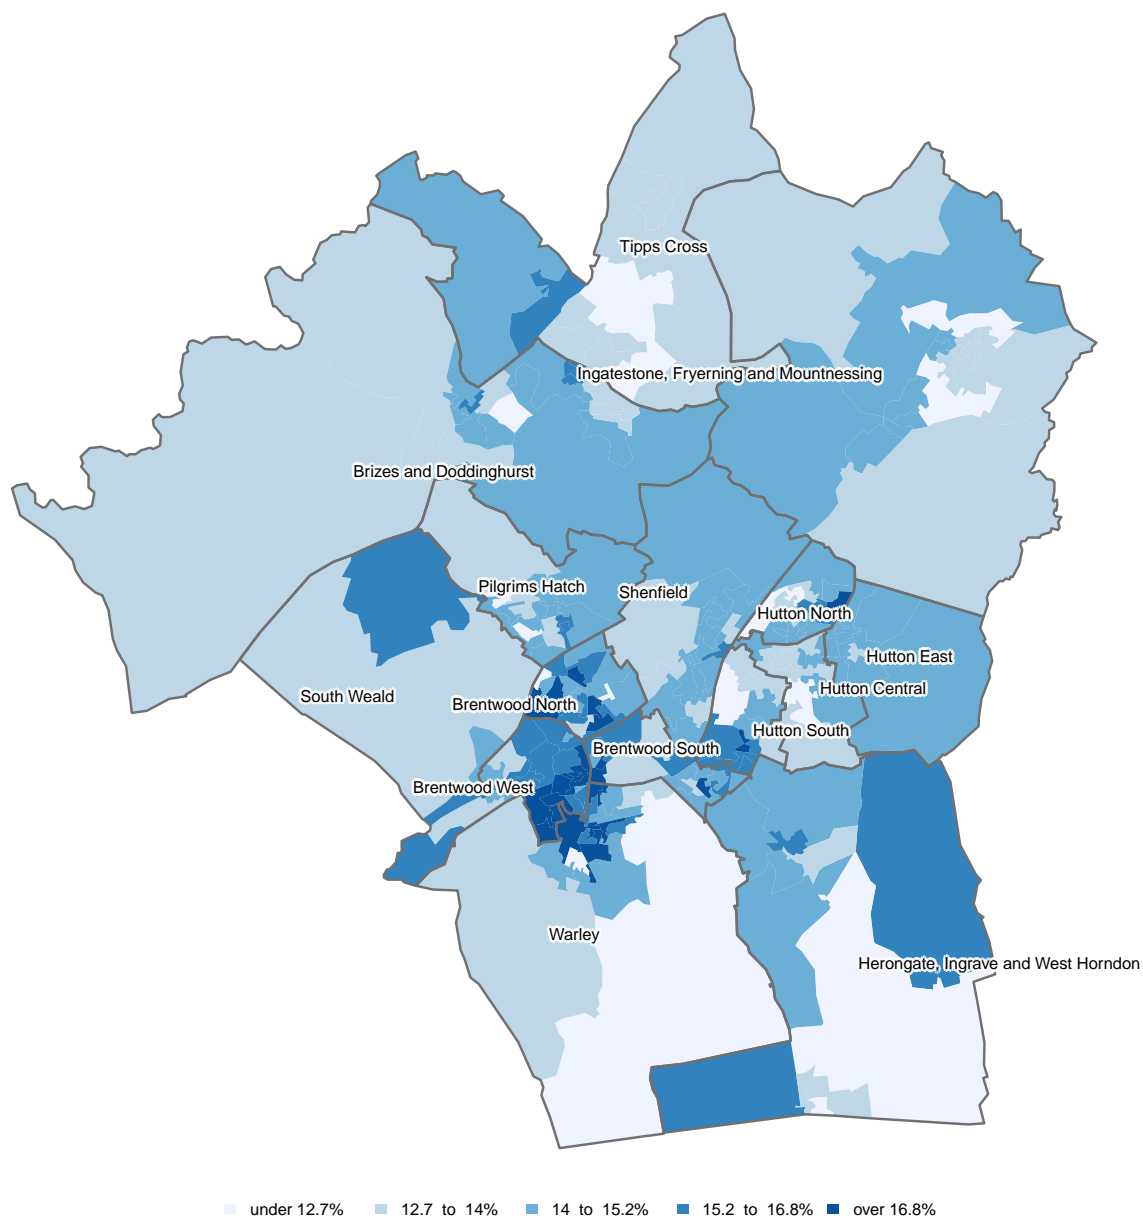 Tipps Cross
Ingatestone, Fryerning and Mountnessing
Brizes and Doddinghurst
Pilgrims Hatch
Shenfield
Hutton North
Hutton East
South Weald
Hutton Central
Brentwood North
Hutton South
Brentwood South
Brentwood West
Warley
Herongate, Ingrave and West Horndon
under 12.7% 12.7 to 14% 14 to 15.2% 15.2 to 16.8% over 16.8%